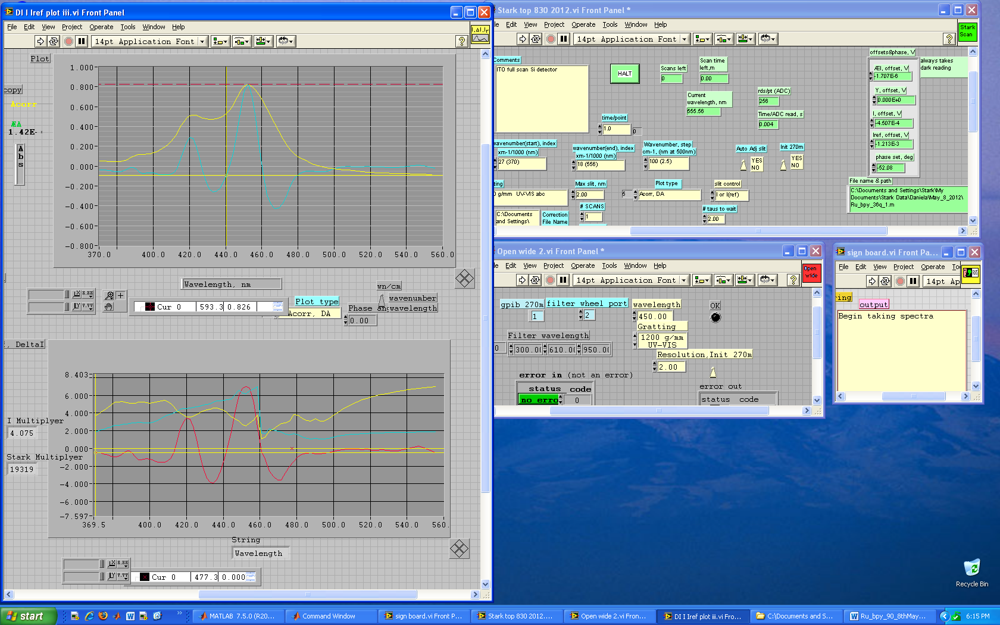 DI I Iref plot iii.vi Front Panel
File Edit View Project Operate Tools Window Help
14pt Application Font
I,ΔI,Ir
Plot
copy
Acorr
ÆA
1.42E-
Abs
1.000
0.800
0.600
0.400
0.200
0.000
-0.200
-0.400
-0.600
-0.800
370.0 400.0 420.0 440.0 460.0 480.0 500.0 520.0 540.0 560.0
Wavelength, nm
wn/cm
wavenumber
wavelength
Plot type
Acorr, DA
Phase ang
0.00
Cur 0 593.3 0.826
, DeltaI
8.403
6.000
4.000
2.000
0.000
-2.000
-4.000
-6.000
-7.597
369.5 400.0 420.0 440.0 460.0 480.0 500.0 520.0 540.0 560.
I Multiplyer
4.075
Stark Multiplyer
19319
String
Wavelength
Cur 0 477.3 0.000
Stark top 830 2012.vi Front Panel *
le Edit View Project Operate Tools Window Help
14pt Application Font
Stark Scan
Comments
ITO full scan Si detector
HALT
Scans left
0
Scan time left,m
0.00
Current wavelength, nm
555.56
rds/pt (ADC)
256
Time/ADC read, s
0.004
time/point
1.0
0
offsets&phase, V
ÆI, offset, V
-1.707E-6
Y, offset, V
0.000E+0
I, offset, V
-4.507E-4
Iref, offset, V
-1.213E-3
phase set, deg
-52.08
always takes dark reading
wavenumber(start), index
xm-1/1000 (nm)
27 (370)
wavenumber(end), index
xm-1/1000 (nm)
18 (556)
Wavenumber, step
cm-1, (nm at 500nm)
100 (2.5)
Auto Adj slit
YES
NO
Init 270m
YES
NO
ting
0 g/mm UV-VIS abc
Max slit, nm
2.00
# SCANS
1
Plot type
5
Acorr, DA
slit control
I or I(ref)
# taus to wait
2.00
C:\Documents
and Settings\
Correction
File Name
File name & path
C:\Documents and Settings\Stark\My
Documents\Stark Data\Daniela\May_8_2012\
Ru_bpy_36q_1.m
Open wide 2.vi Front Panel *
le Edit View Project Operate Tools Window Help
14pt Application Font
Open wide
gpib 270m
1
filter wheel port
2
wavelength
450.00
OK
Gratting
1200 g/mm
UV-VIS
Filter wavelength
0 300.0 610.0 950.0
Resolution,Init 270m
2.00
error in (not an error)
status code
no erro 0
error out
status code
sign board.vi Front Pa...
File Edit View Project Operate To
14pt Ap
ring
output
Begin taking spectra
Recycle Bin
start
MATLAB 7.5.0 (R20...
Command Window
sign board.vi Front P...
Stark top 830 2012....
Open wide 2.vi Fron...
DI I Iref plot iii.vi Fro...
C:\Documents and S...
Ru_bpy_90_8thMay...
6:15 PM